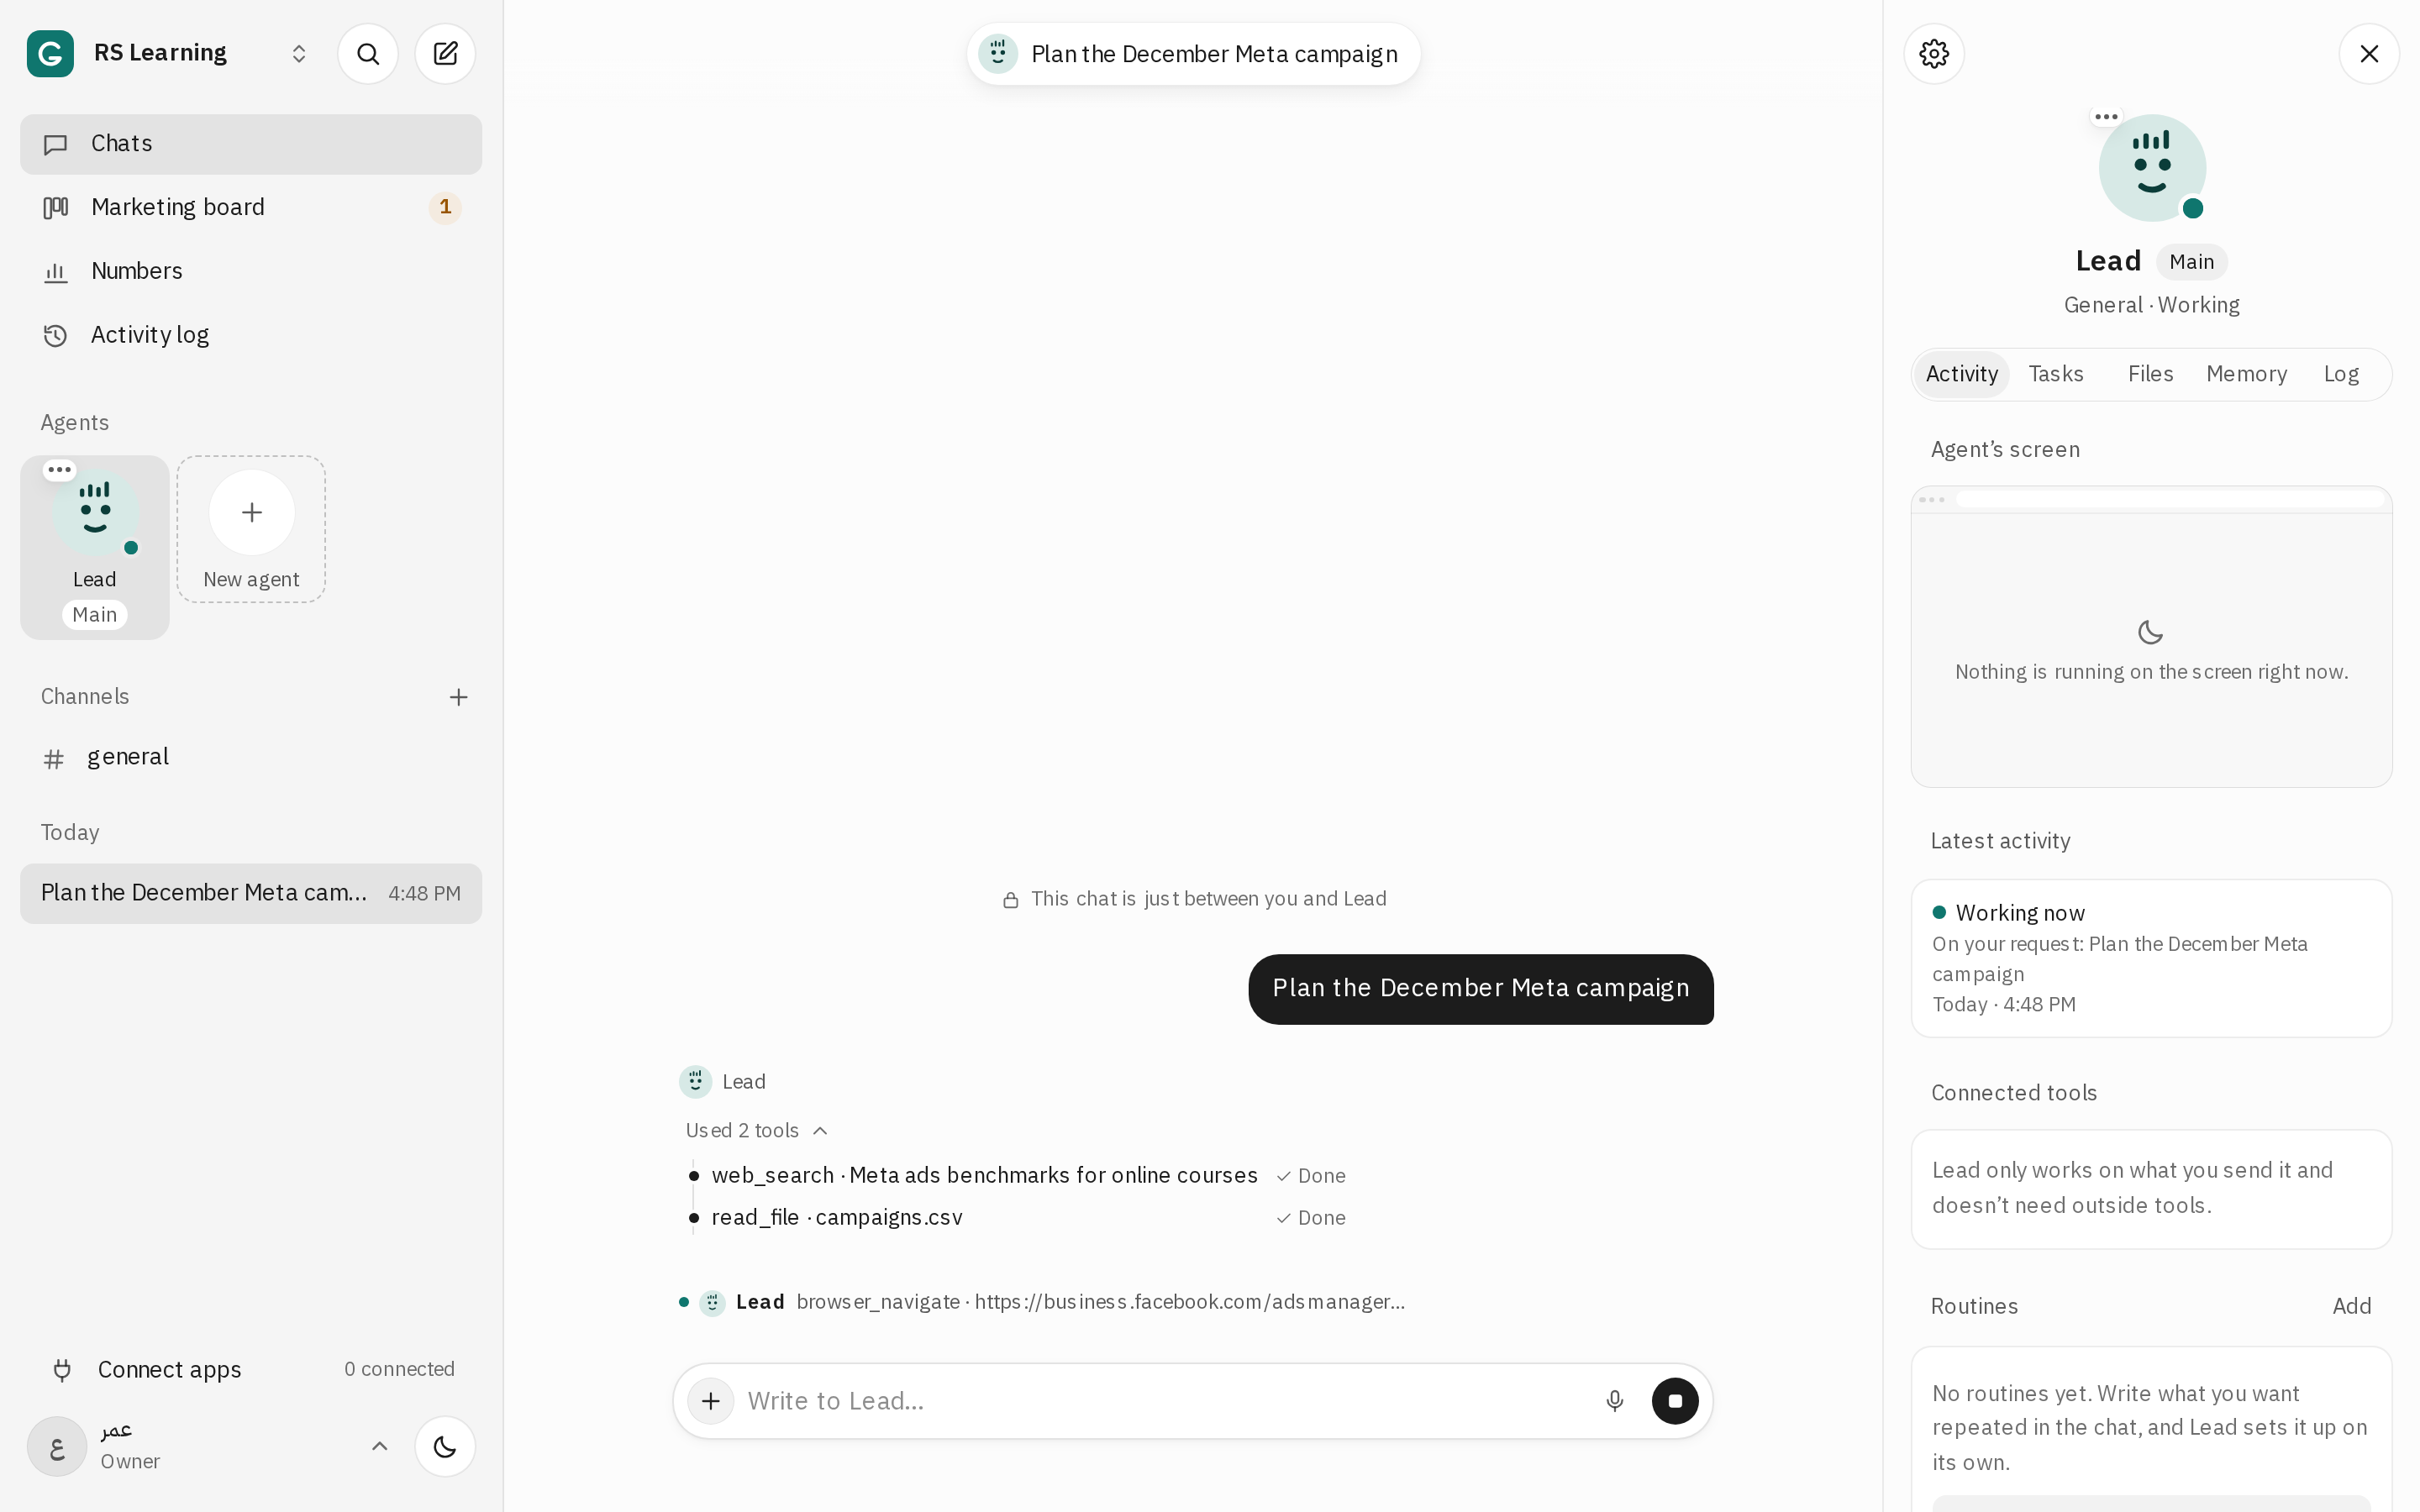 RS Learning
Plan the December Meta campaign
Chats
Marketing board 1
Numbers
Activity log
Agents
Lead
Main
New agent
Channels
general
Today
Plan the December Meta cam... 4:48 PM
Connect apps 0 connected
ع
عمر
Owner
This chat is just between you and Lead
Plan the December Meta campaign
Lead
Used 2 tools
web_search · Meta ads benchmarks for online courses Done
read_file · campaigns.csv Done
Lead browser_navigate · https://business.facebook.com/adsmanager...
Write to Lead...
Lead Main
General · Working
Activity Tasks Files Memory Log
Agent’s screen
Nothing is running on the screen right now.
Latest activity
Working now
On your request: Plan the December Meta
campaign
Today · 4:48 PM
Connected tools
Lead only works on what you send it and
doesn’t need outside tools.
Routines Add
No routines yet. Write what you want
repeated in the chat, and Lead sets it up on
its own.